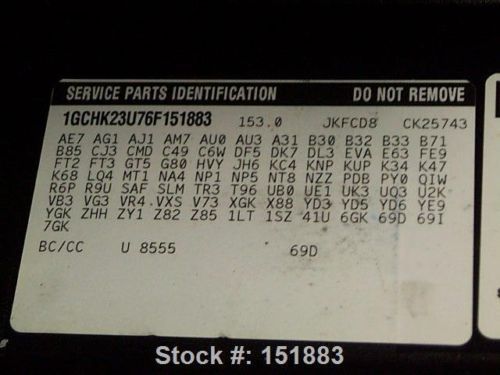 SERVICE PARTS IDENTIFICATION DO NOT REMOVE
1GCHK23U76F151883 153.0 JKFCD8 CK25743
AE7 AG1 AJ1 AM7 AU0 AU3 A31 B30 B32 B33 B71
B85 CJ3 CMD C49 C6W DF5 DK7 DL3 EVA E63 FE9
FT2 FT3 GT5 G80 HVY JH6 KC4 KNP KUP K34 K47
K68 LQ4 MT1 NA4 NP1 NP5 NT8 NZZ PDB PY0 Q1W
R6P R9U SAF SLM TR3 T96 UB0 UE1 UK3 UQ3 U2K
VB3 VG3 VR4 VXS V73 XGK X88 YD3 YD5 YD6 YE9
YGK ZHH ZY1 Z82 Z85 1LT 1SZ 41U 6GK 69D 69I
7GK
BC/CC U 8555 69D
Stock #: 151883